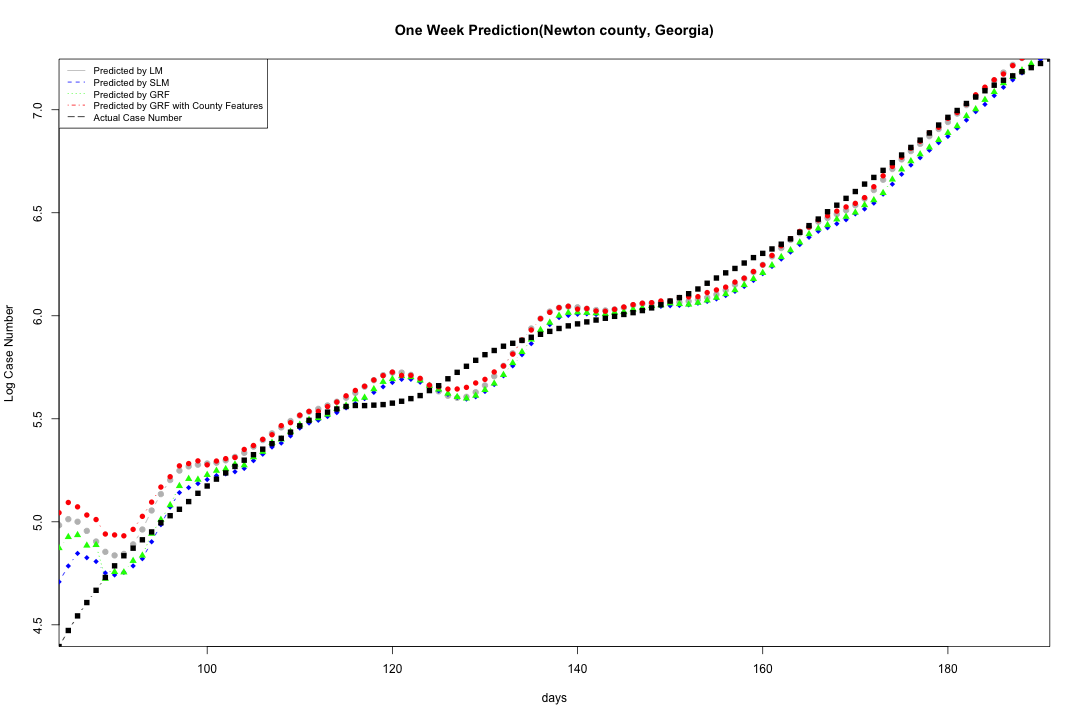 One Week Prediction(Newton county, Georgia)
Predicted by LM
Predicted by SLM
Predicted by GRF
Predicted by GRF with County Features
Actual Case Number
7.0
6.5
6.0
5.5
5.0
4.5
Log Case Number
100 120 140 160 180
days